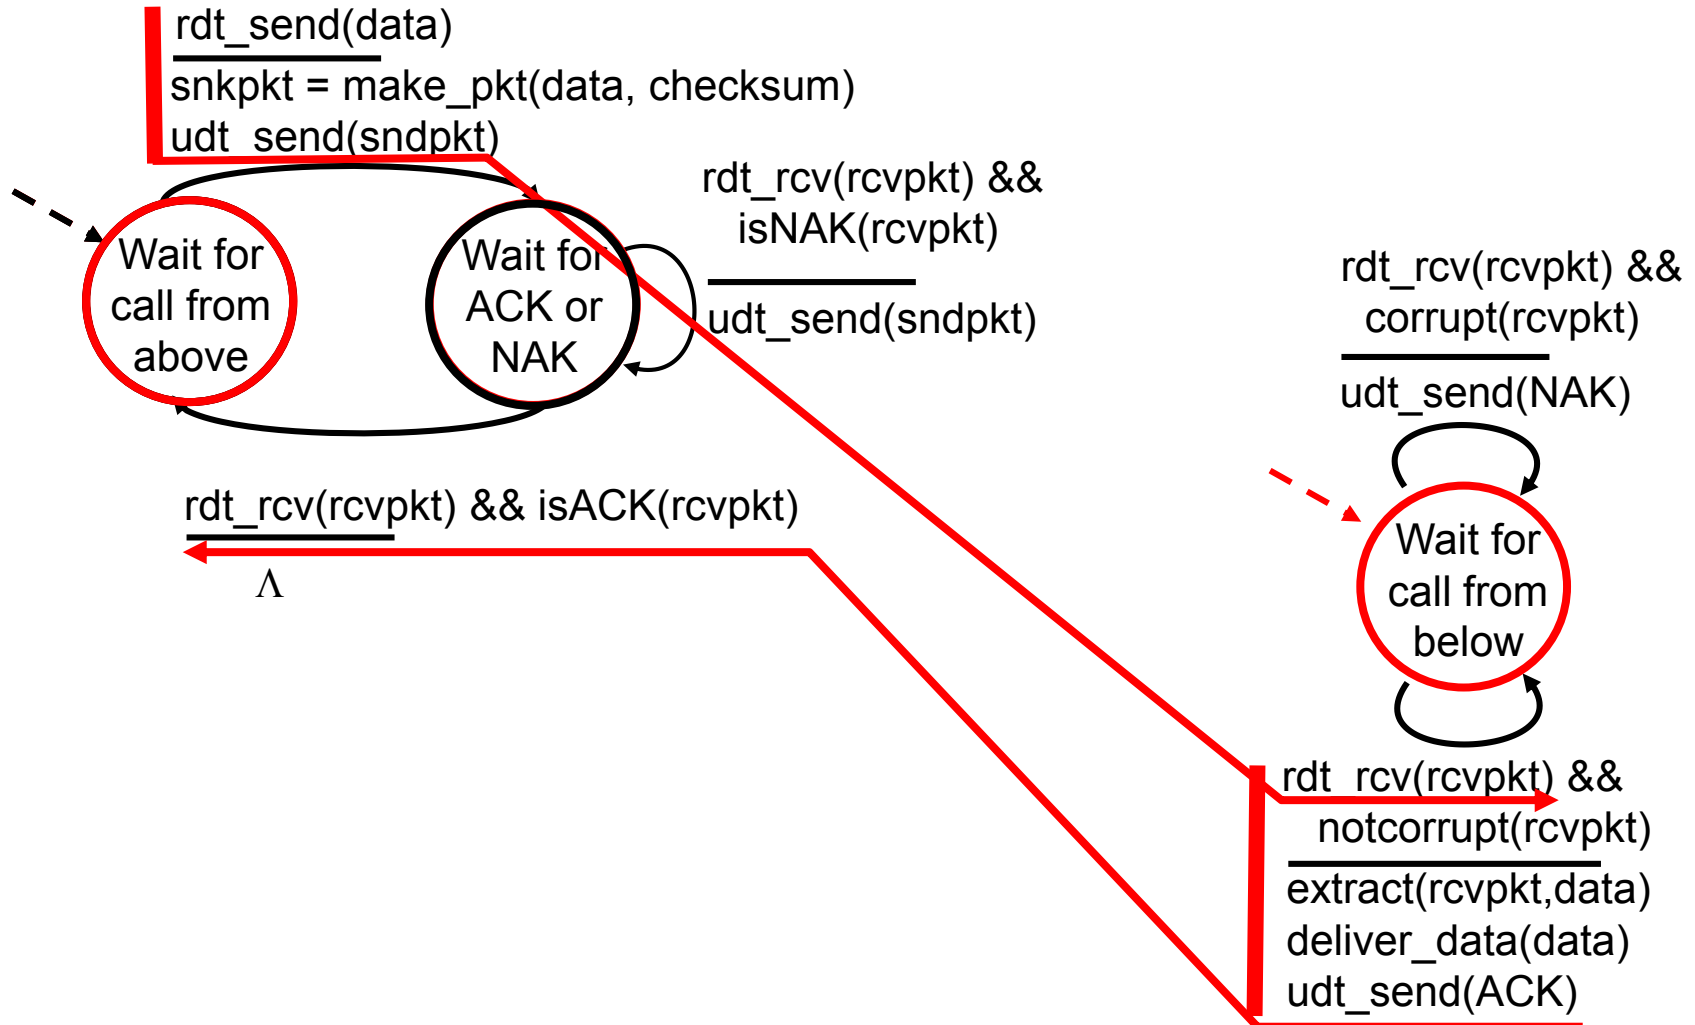 rdt_send(data)
snkpkt = make_pkt(data, checksum)
udt_send(sndpkt)
rdt_rcv(rcvpkt) &&
isNAK(rcvpkt)
udt_send(sndpkt)
Wait for
call from
above
Wait for
ACK or
NAK
rdt_rcv(rcvpkt) && isACK(rcvpkt)
Λ
rdt_rcv(rcvpkt) &&
corrupt(rcvpkt)
udt_send(NAK)
Wait for
call from
below
rdt_rcv(rcvpkt) &&
notcorrupt(rcvpkt)
extract(rcvpkt,data)
deliver_data(data)
udt_send(ACK)